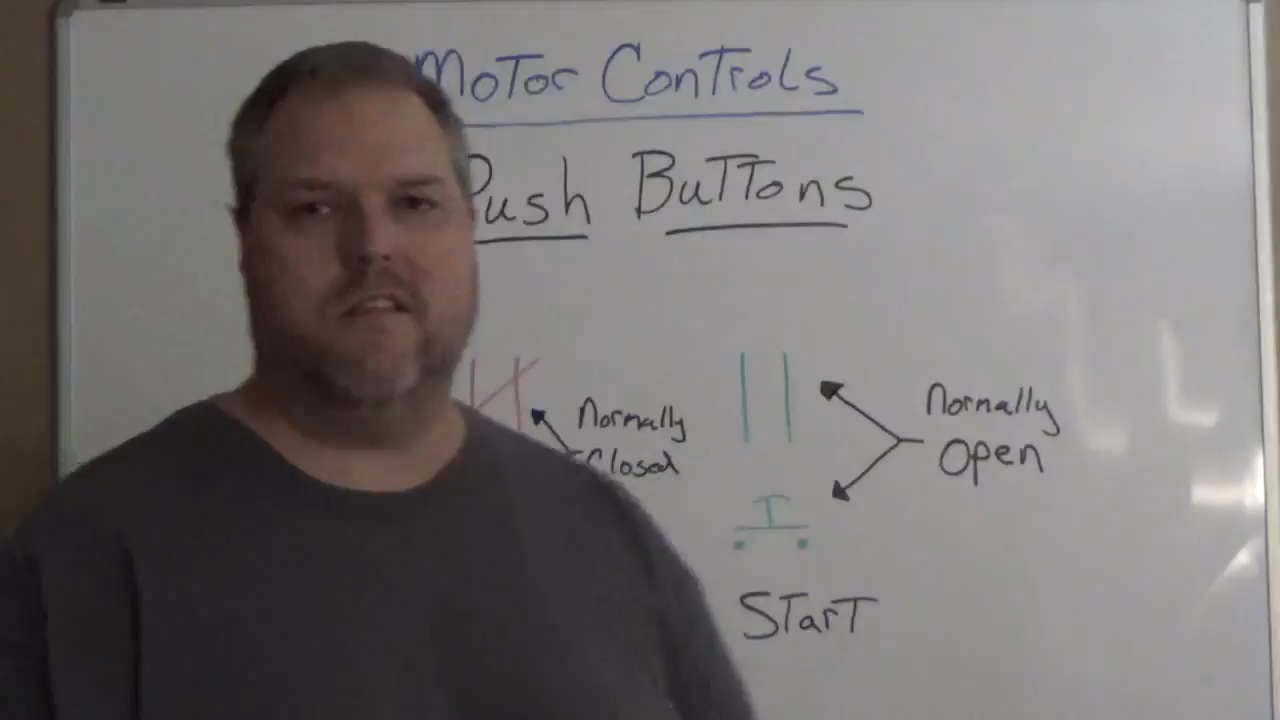 Motor Controls
Push Buttons
Normally
Closed
Normally
Open
START